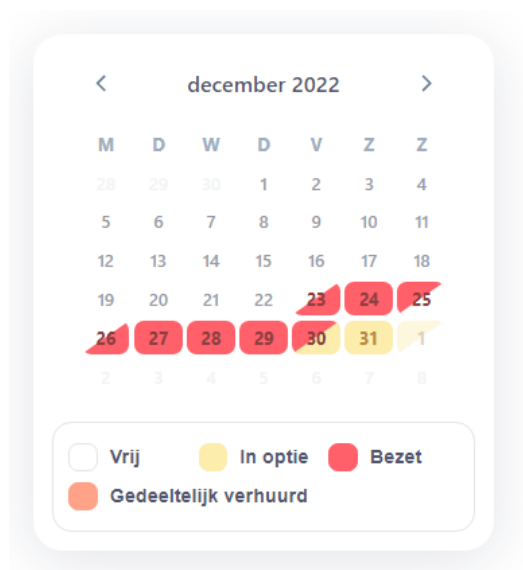 december 2022
M D W D V Z Z
28 29 30 1 2 3 4
5 6 7 8 9 10 11
12 13 14 15 16 17 18
19 20 21 22 23 24 25
26 27 28 29 30 31 1
2 3 4 5 6 7 8
Vrij In optie Bezet
Gedeeltelijk verhuurd